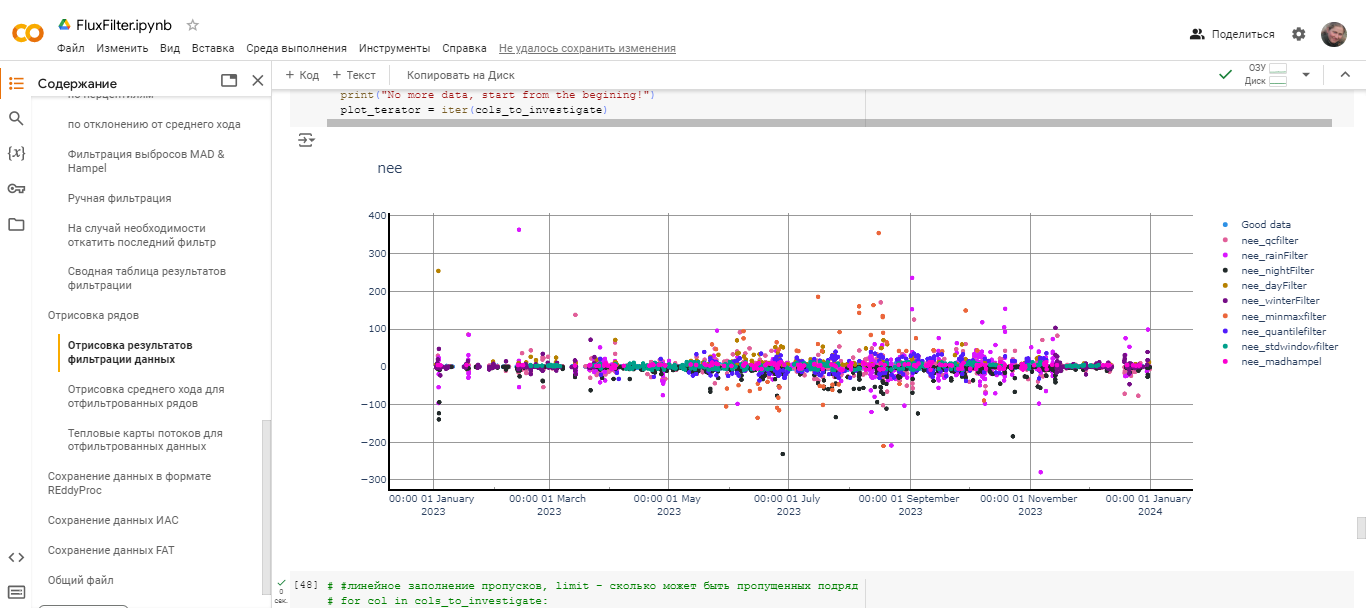 FluxFilter.ipynb
Файл Изменить Вид Вставка Среда выполнения Инструменты Справка Не удалось сохранить изменения
Поделиться
Содержание
+ Код + Текст Копировать на Диск
ОЗУ
Диск
по отклонению от среднего хода
Фильтрация выбросов MAD &
Hampel
Ручная фильтрация
На случай необходимости
откатить последний фильтр
Сводная таблица результатов
фильтрации
Отрисовка рядов
Отрисовка результатов
фильтрации данных
Отрисовка среднего хода для
отфильтрованных рядов
Тепловые карты потоков для
отфильтрованных данных
Сохранение данных в формате
REddyProc
Сохранение данных ИАС
Сохранение данных FAT
Общий файл
print("No more data, start from the begining!")
plot_terator = iter(cols_to_investigate)
nee
400
300
200
100
0
−100
−200
−300
00:00 01 January
2023
00:00 01 March
2023
00:00 01 May
2023
00:00 01 July
2023
00:00 01 September
2023
00:00 01 November
2023
00:00 01 January
2024
Good data
nee_qcfilter
nee_rainFilter
nee_nightFilter
nee_dayFilter
nee_winterFilter
nee_minmaxfilter
nee_quantilefilter
nee_stdwindowfilter
nee_madhampel
0
сек.
[48] # #линейное заполнение пропусков, limit - сколько может быть пропущенных подряд
# for col in cols_to_investigate: